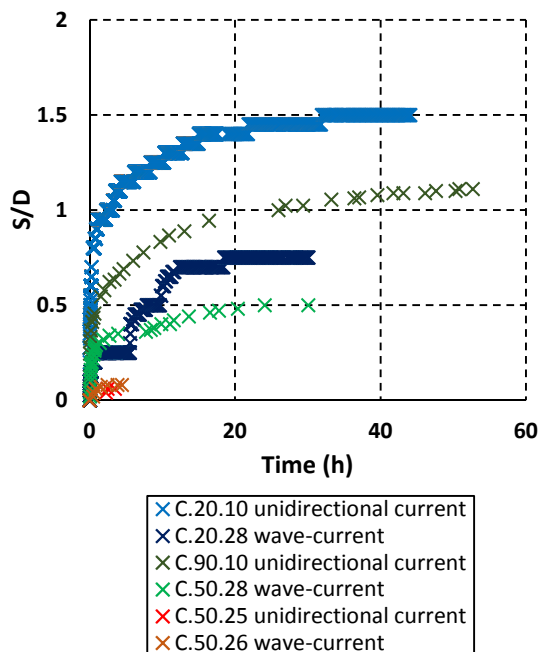 2
1.5
1
0.5
0
S/D
0 20 40 60
Time (h)
C.20.10 unidirectional current
C.20.28 wave-current
C.90.10 unidirectional current
C.50.28 wave-current
C.50.25 unidirectional current
C.50.26 wave-current